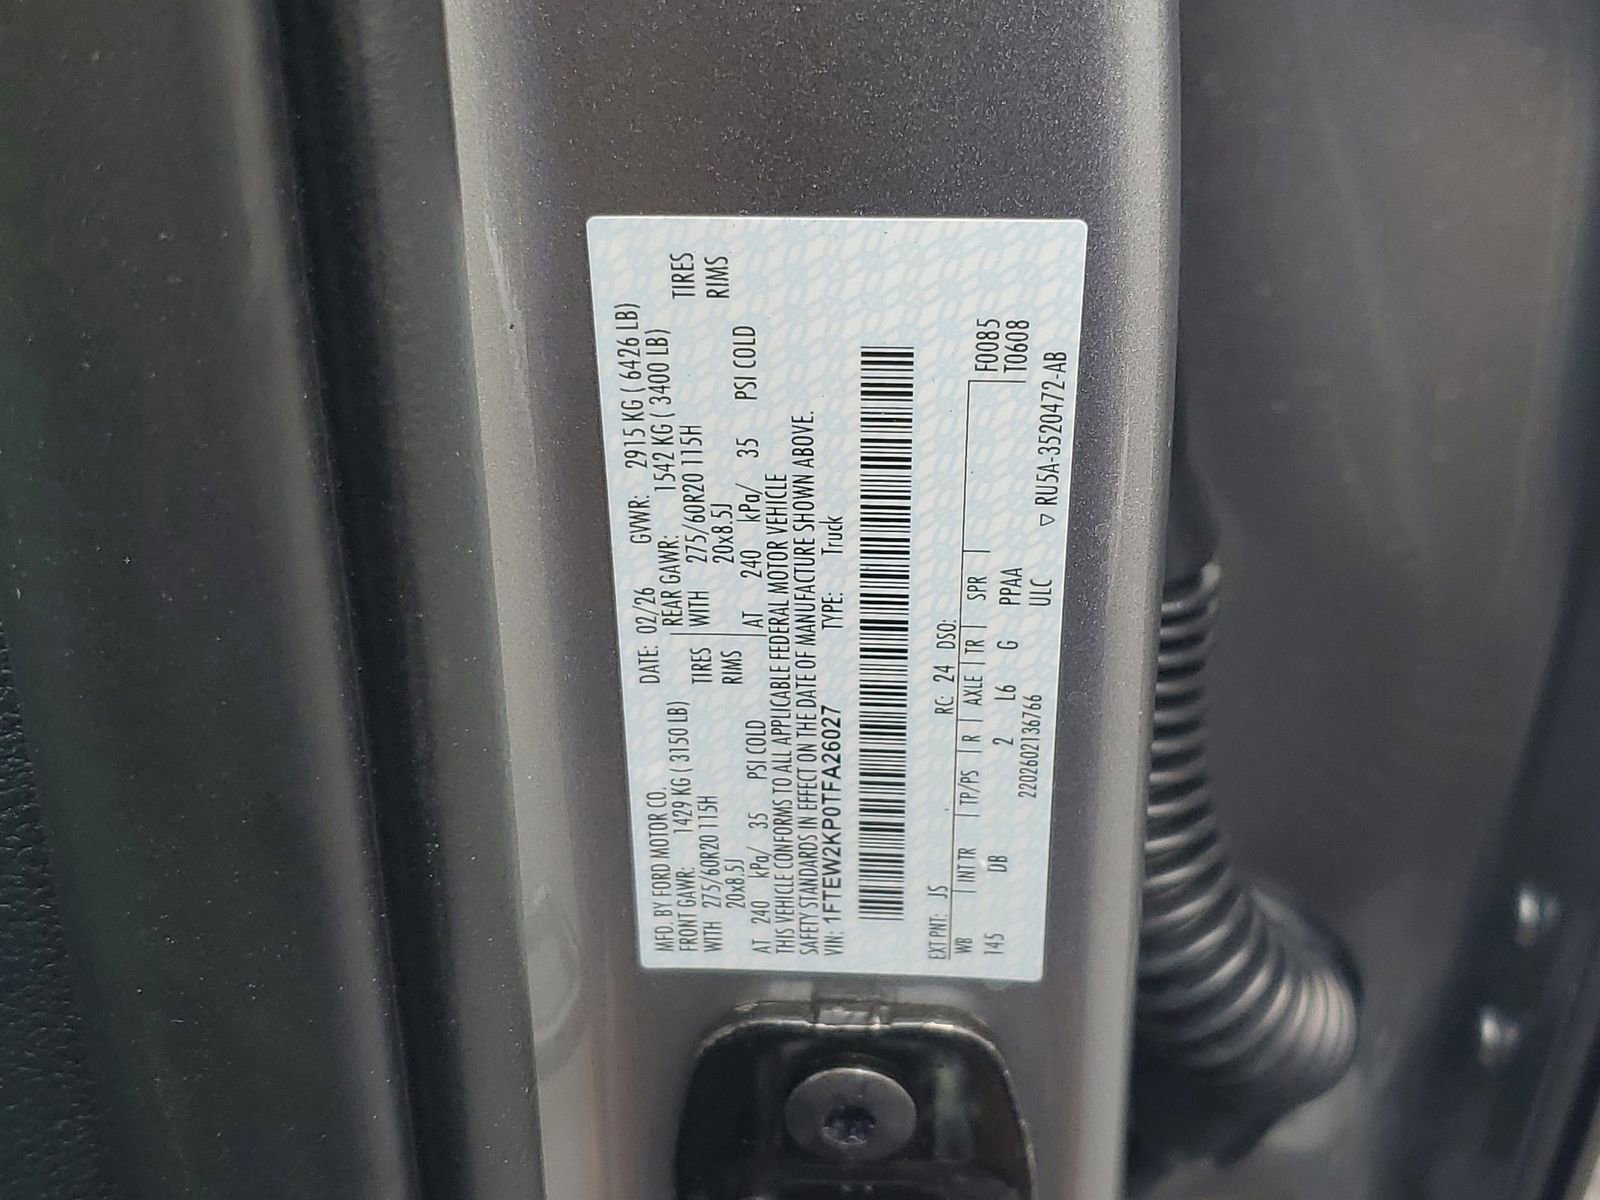 MFD. BY FORD MOTOR CO. DATE: 02/26 GVWR: 2915 KG ( 6426 LB)
FRONT GAWR: 1429 KG ( 3150 LB) REAR GAWR: 1542 KG ( 3400 LB)
WITH 275/60R20 115H TIRES WITH 275/60R20 115H TIRES
20x8.5J RIMS 20x8.5J RIMS
AT 240 kPa/ 35 PSI COLD AT 240 kPa/ 35 PSI COLD
THIS VEHICLE CONFORMS TO ALL APPLICABLE FEDERAL MOTOR VEHICLE
SAFETY STANDARDS IN EFFECT ON THE DATE OF MANUFACTURE SHOWN ABOVE.
VIN: 1FTEW2KP0TFA26027 TYPE: Truck
EXT PNT: JS RC: 24 DSO:
WB INT TR TP/PS R AXLE TR SPR F0085
145 DB 2 L6 G PPAA T0608
2202602136766 ULC
▽ RU5A-3520472-AB